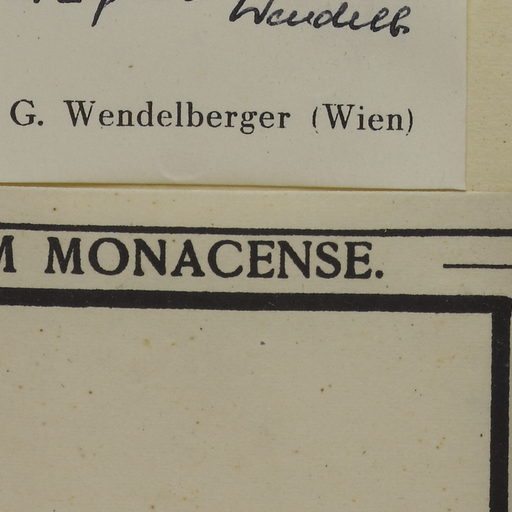 Wendelb
G. Wendelberger (Wien)
M MONACENSE.